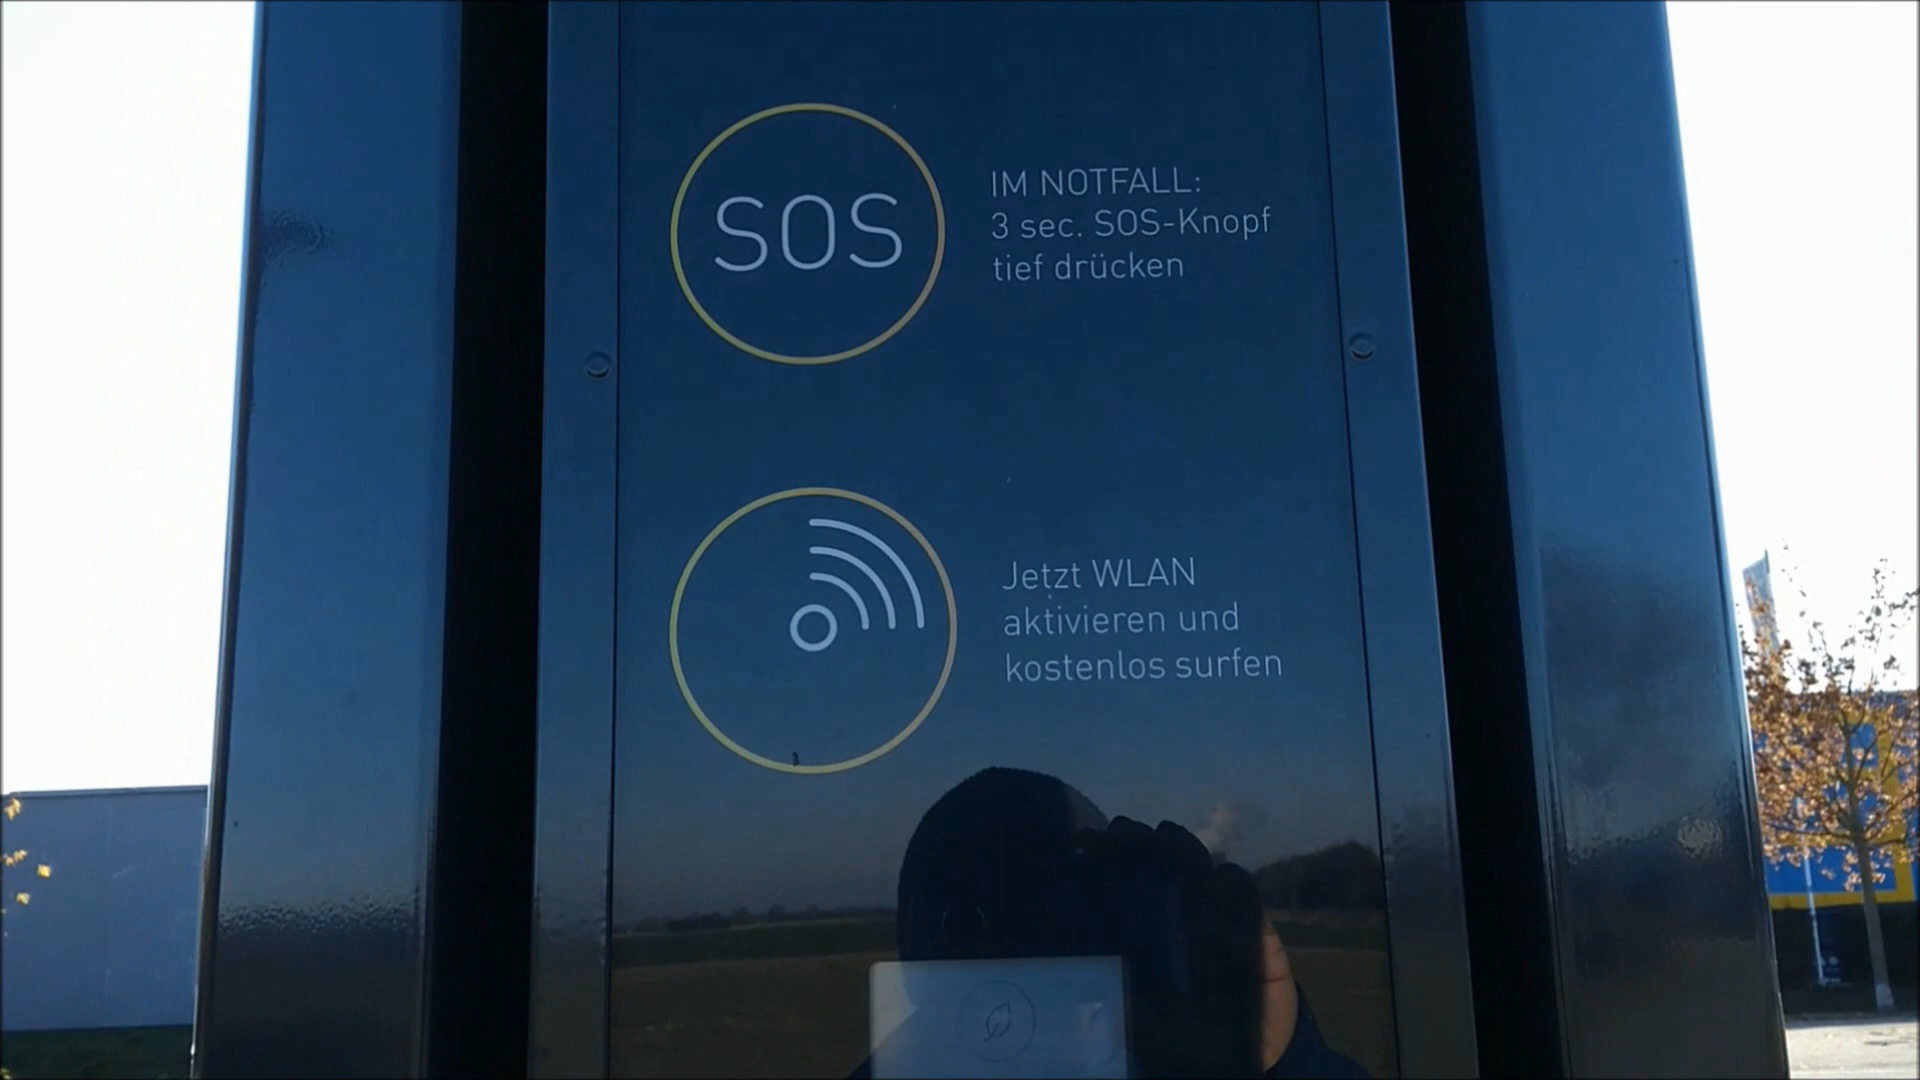 SOS
IM NOTFALL:
3 sec. SOS-Knopf
tief drücken
Jetzt WLAN
aktivieren und
kostenlos surfen